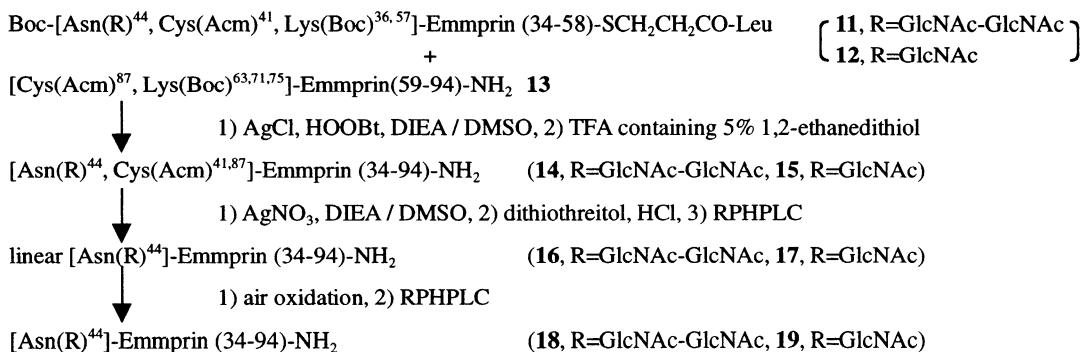 Boc-[Asn(R)⁴⁴, Cys(Acm)⁴¹, Lys(Boc)³⁶,⁵⁷]-Emmprin (34-58)-SCH₂CH₂CO-Leu
11, R=GlcNAc-GlcNAc
12, R=GlcNAc
+
[Cys(Acm)⁸⁷, Lys(Boc)⁶³,⁷¹,⁷⁵]-Emmprin(59-94)-NH₂ 13
1) AgCl, HOOBt, DIEA / DMSO, 2) TFA containing 5% 1,2-ethanedithiol
[Asn(R)⁴⁴, Cys(Acm)⁴¹,⁸⁷]-Emmprin (34-94)-NH₂ (14, R=GlcNAc-GlcNAc, 15, R=GlcNAc)
1) AgNO₃, DIEA / DMSO, 2) dithiothreitol, HCl, 3) RPHPLC
linear [Asn(R)⁴⁴]-Emmprin (34-94)-NH₂ (16, R=GlcNAc-GlcNAc, 17, R=GlcNAc)
1) air oxidation, 2) RPHPLC
[Asn(R)⁴⁴]-Emmprin (34-94)-NH₂ (18, R=GlcNAc-GlcNAc, 19, R=GlcNAc)